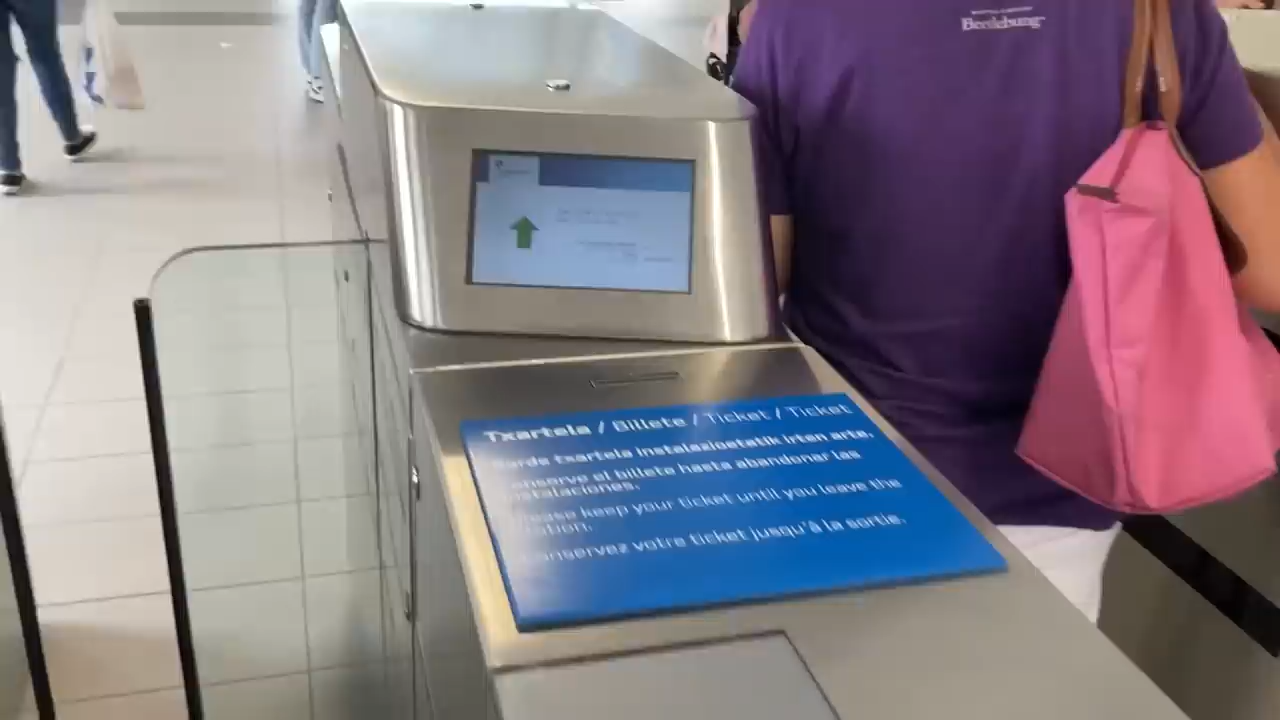 Beetlebung
Txartela / Billete / Ticket / Ticket
Gorde txartela instalazioetatik irten arte.
Conserve el billete hasta abandonar las
instalaciones.
Please keep your ticket until you leave the
station.
Conservez votre ticket jusqu'à la sortie.